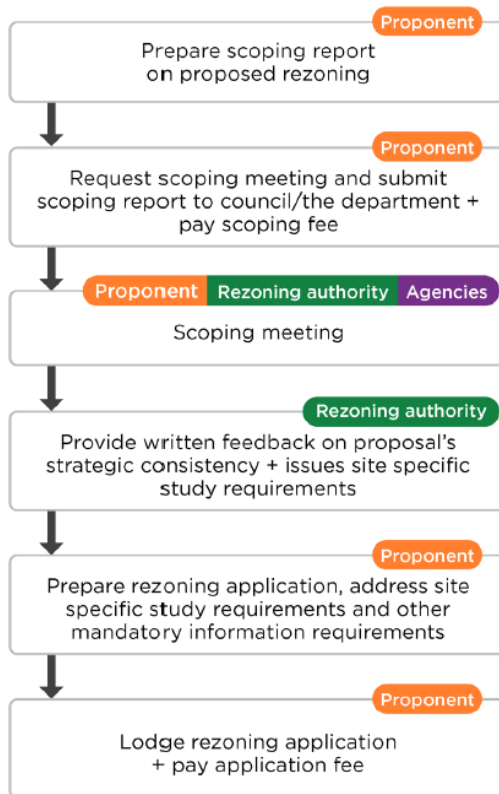 Proponent
Prepare scoping report
on proposed rezoning
Proponent
Request scoping meeting and submit
scoping report to council/the department +
pay scoping fee
Proponent Rezoning authority Agencies
Scoping meeting
Rezoning authority
Provide written feedback on proposal's
strategic consistency + issues site specific
study requirements
Proponent
Prepare rezoning application, address site
specific study requirements and other
mandatory information requirements
Proponent
Lodge rezoning application
+ pay application fee